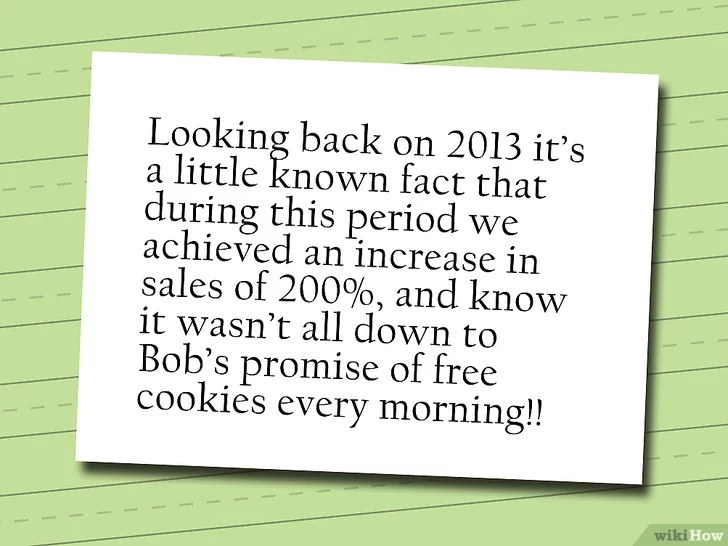 Looking back on 2013 it's
a little known fact that
during this period we
achieved an increase in
sales of 200%, and know
it wasn't all down to
Bob's promise of free
cookies every morning!!
wikiHow